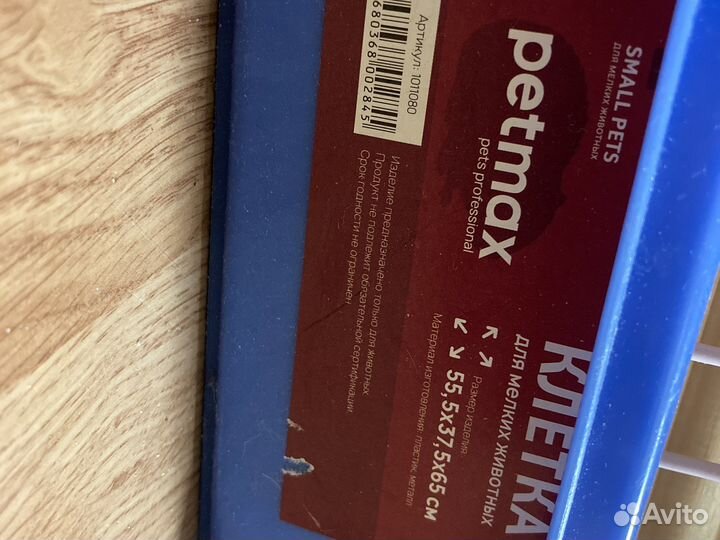 SMALL PETS
для мелких животных
petmax
pets professional
Артикул: 1011080
680368 002845
КЛЕТКА
для мелких животных
Размер изделия:
55,5x37,5x65 см
Материал изготовления: пластик, металл
Изделие предназначено только для животных
Продукт не подлежит обязательной сертификации
Срок годности не ограничен
Avito